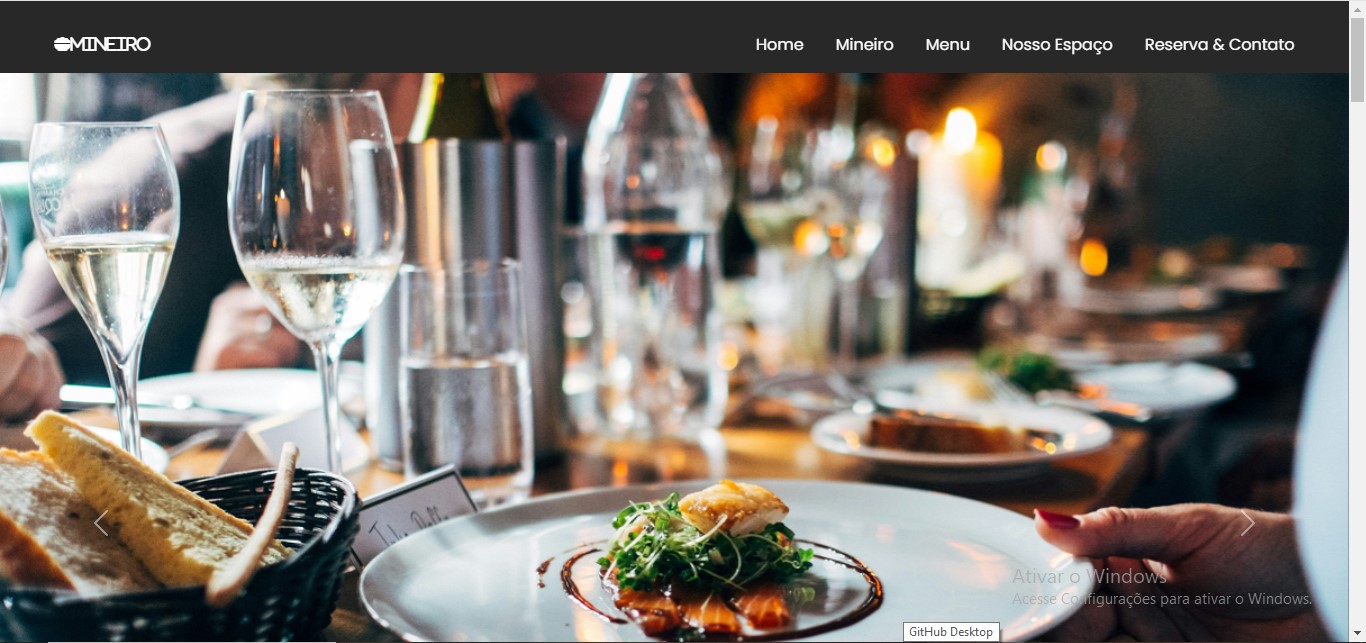 MINEIRO
Home Mineiro Menu Nosso Espaço Reserva & Contato
Ativar o Windows
Acesse Configurações para ativar o Windows.
GitHub Desktop